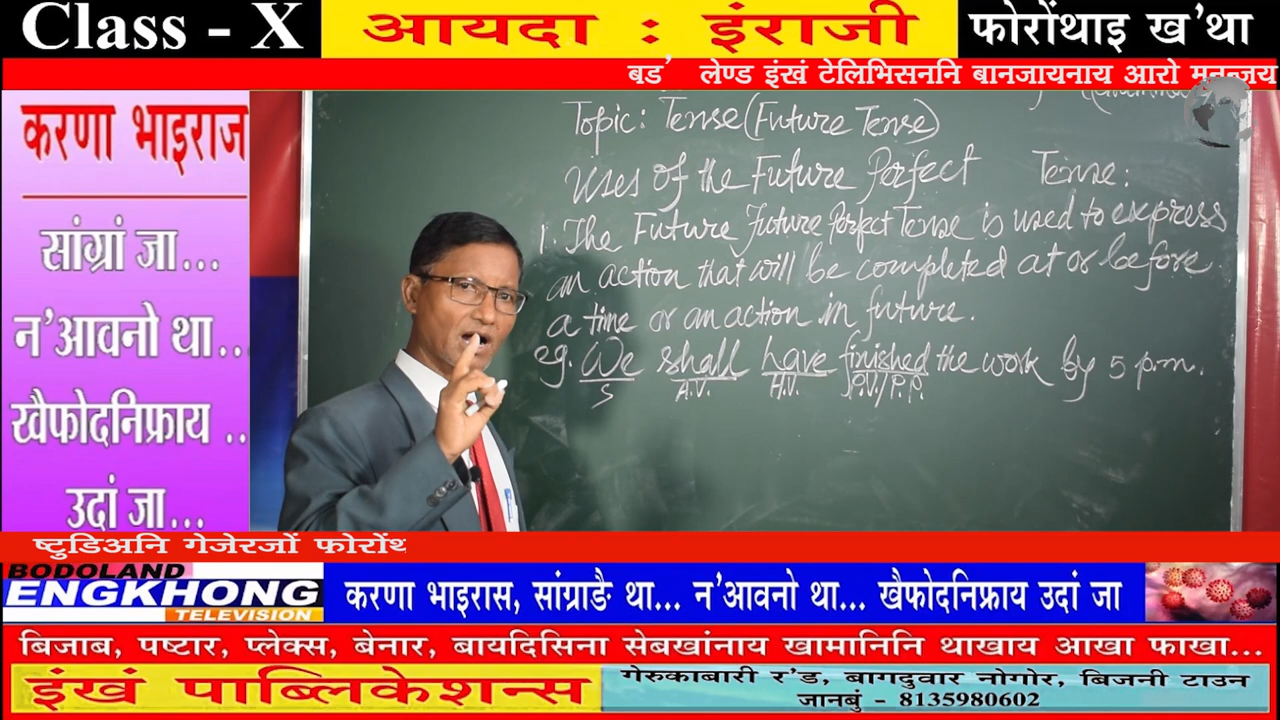 Class - X
आयदा : इंराजी
फोरोंथाइ ख'था
बड' लेण्ड इंखं टेलिभिसननि बानजायनाय आरो मुलुन्जय
करणा भाइराज
सांग्रां जा...
न'आवनो था...
खैफोदनिफ्राय ..
उदां जा...
Topic: Tense (Future Tense)
Uses of the Future Perfect Tense:
1. The Future Future Perfect Tense is used to express
an action that will be completed at or before
a time or an action in future.
eg. We shall have finished the work by 5 p.m.
S A.V. H.V. P.V./P.P.
ष्टुडिअनि गेजेरजों फोरों
BODOLAND
ENGKHONG
TELEVISION
करणा भाइरास, सांग्राङै था... न'आवनो था... खैफोदनिफ्राय उदां जा
बिजाब, पष्टार, प्लेक्स, बेनार, बायदिसिना सेबखांनाय खामानिनि थाखाय आखा फाखा...
इंखं पाब्लिकेशन्स
गेरुकाबारी र'ड, बागदुवार नोगोर, बिजनी टाउन
जानबुं - 8135980602